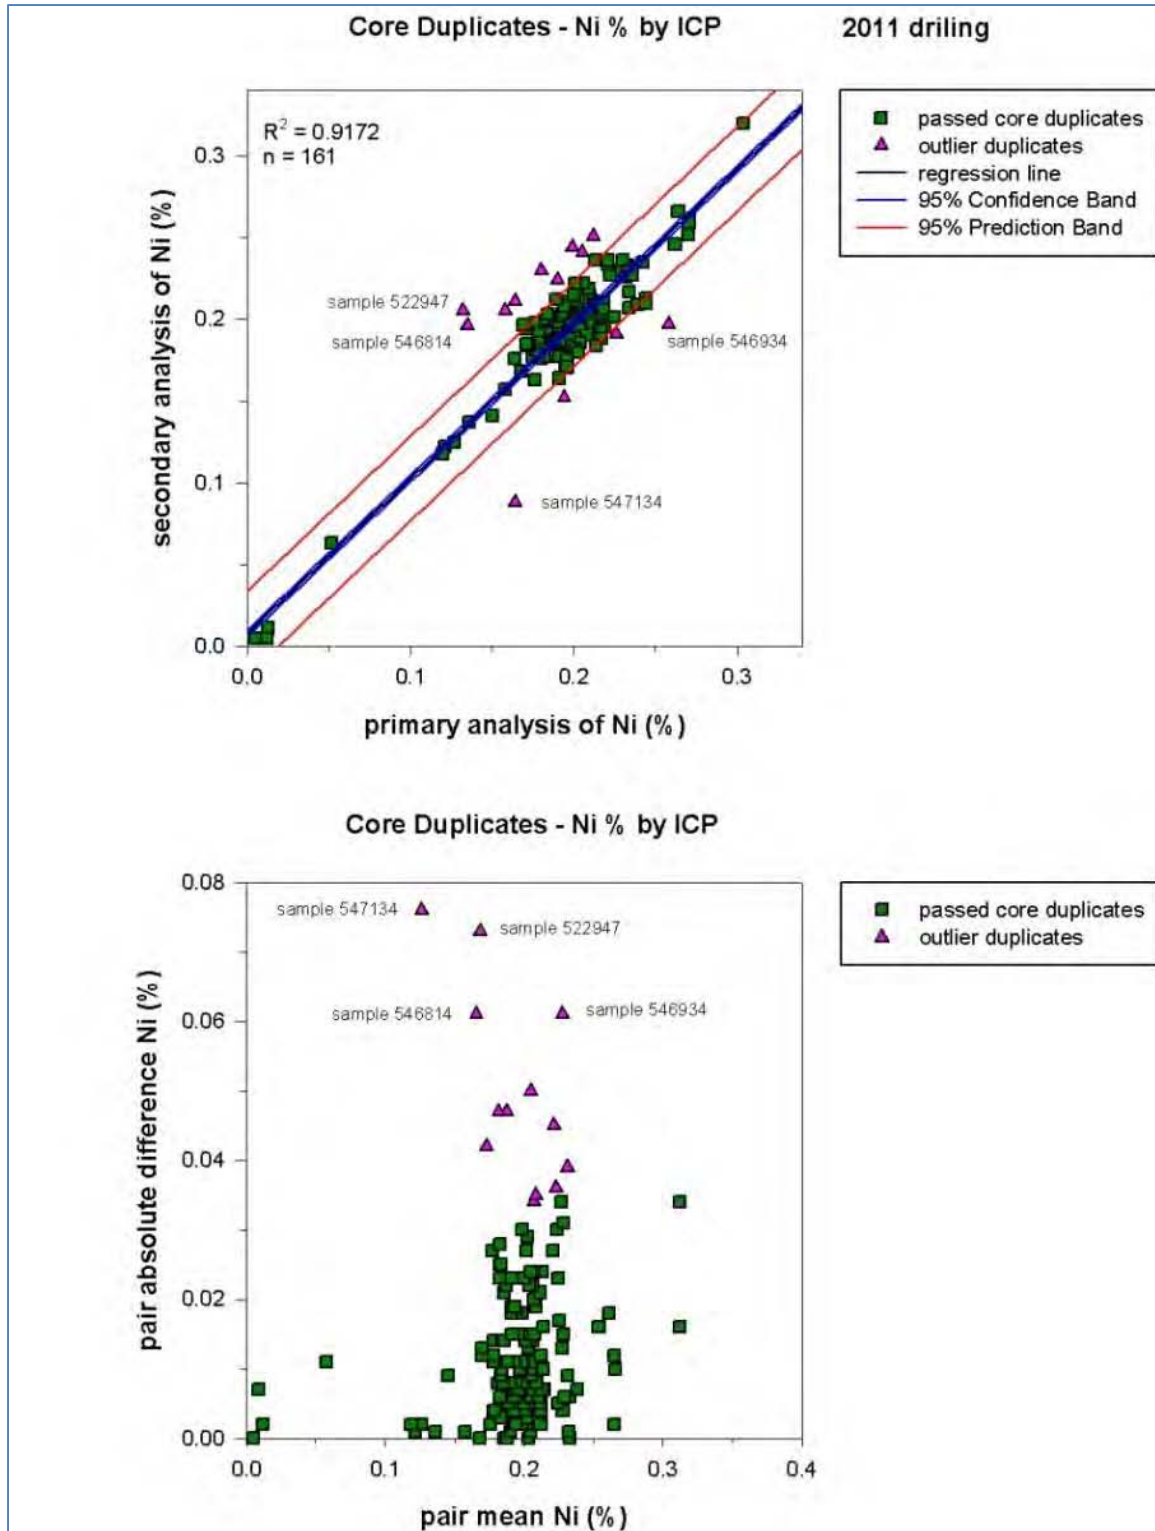 Core Duplicates - Ni % by ICP
2011 driling
R² = 0.9172
n = 161
passed core duplicates
outlier duplicates
regression line
95% Confidence Band
95% Prediction Band
secondary analysis of Ni (%)
0.3
0.2
0.1
0.0
sample 522947
sample 546814
sample 546934
sample 547134
0.0 0.1 0.2 0.3
primary analysis of Ni (%)
Core Duplicates - Ni % by ICP
passed core duplicates
outlier duplicates
pair absolute difference Ni (%)
0.08
0.06
0.04
0.02
0.00
sample 547134
sample 522947
sample 546814
sample 546934
0.0 0.1 0.2 0.3 0.4
pair mean Ni (%)